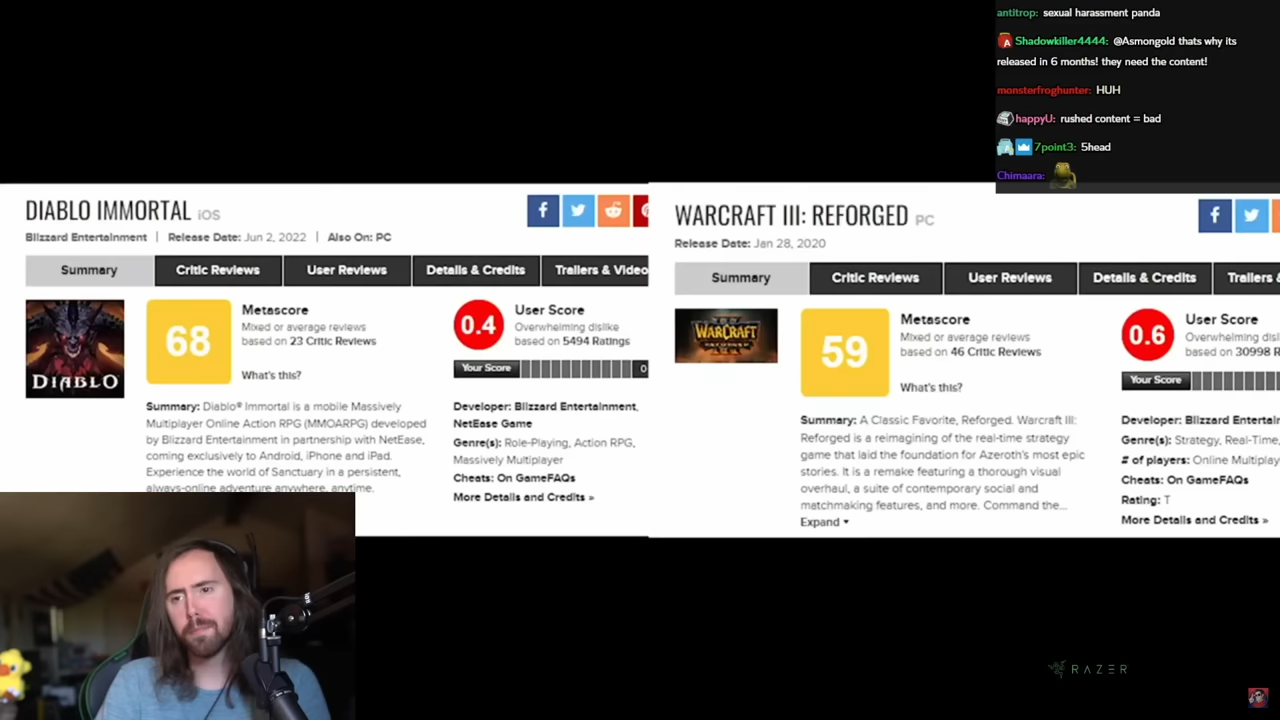 antitrop: sexual harassment panda
Shadowkiller4444: @Asmongold thats why its
released in 6 months! they need the content!
monsterfroghunter: HUH
happyU: rushed content = bad
7point3: 5head
Chimaara:
DIABLO IMMORTAL iOS
Blizzard Entertainment | Release Date: Jun 2, 2022 | Also On: PC
Summary Critic Reviews User Reviews Details & Credits Trailers & Video
DIABLO
68
Metascore
Mixed or average reviews
based on 23 Critic Reviews
What's this?
0.4
User Score
Overwhelming dislike
based on 5494 Ratings
Your Score 0
Summary: Diablo® Immortal is a mobile Massively
Multiplayer Online Action RPG (MMOARPG) developed
by Blizzard Entertainment in partnership with NetEase,
coming exclusively to Android, iPhone and iPad.
Experience the world of Sanctuary in a persistent,
always-online adventure anywhere, anytime.
Developer: Blizzard Entertainment,
NetEase Game
Genre(s): Role-Playing, Action RPG,
Massively Multiplayer
Cheats: On GameFAQs
More Details and Credits »
WARCRAFT III: REFORGED PC
Release Date: Jan 28, 2020
Summary Critic Reviews User Reviews Details & Credits Trailers
WARCRAFT
59
Metascore
Mixed or average reviews
based on 46 Critic Reviews
What's this?
0.6
User Score
Overwhelming dis
based on 30998 R
Your Score
Summary: A Classic Favorite, Reforged. Warcraft III:
Reforged is a reimagining of the real-time strategy
game that laid the foundation for Azeroth's most epic
stories. It is a remake featuring a thorough visual
overhaul, a suite of contemporary social and
matchmaking features, and more. Command the...
Expand
Developer: Blizzard Entertain
Genre(s): Strategy, Real-Time,
# of players: Online Multiplay
Cheats: On GameFAQs
Rating: T
More Details and Credits »
RAZER